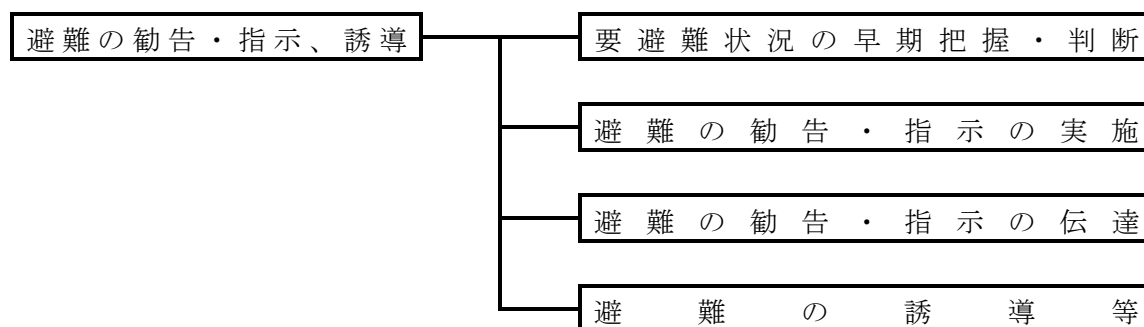 避難の勧告・指示、誘導
要避難状況の早期把握・判断
避難の勧告・指示の実施
避難の勧告・指示の伝達
避難の誘導等